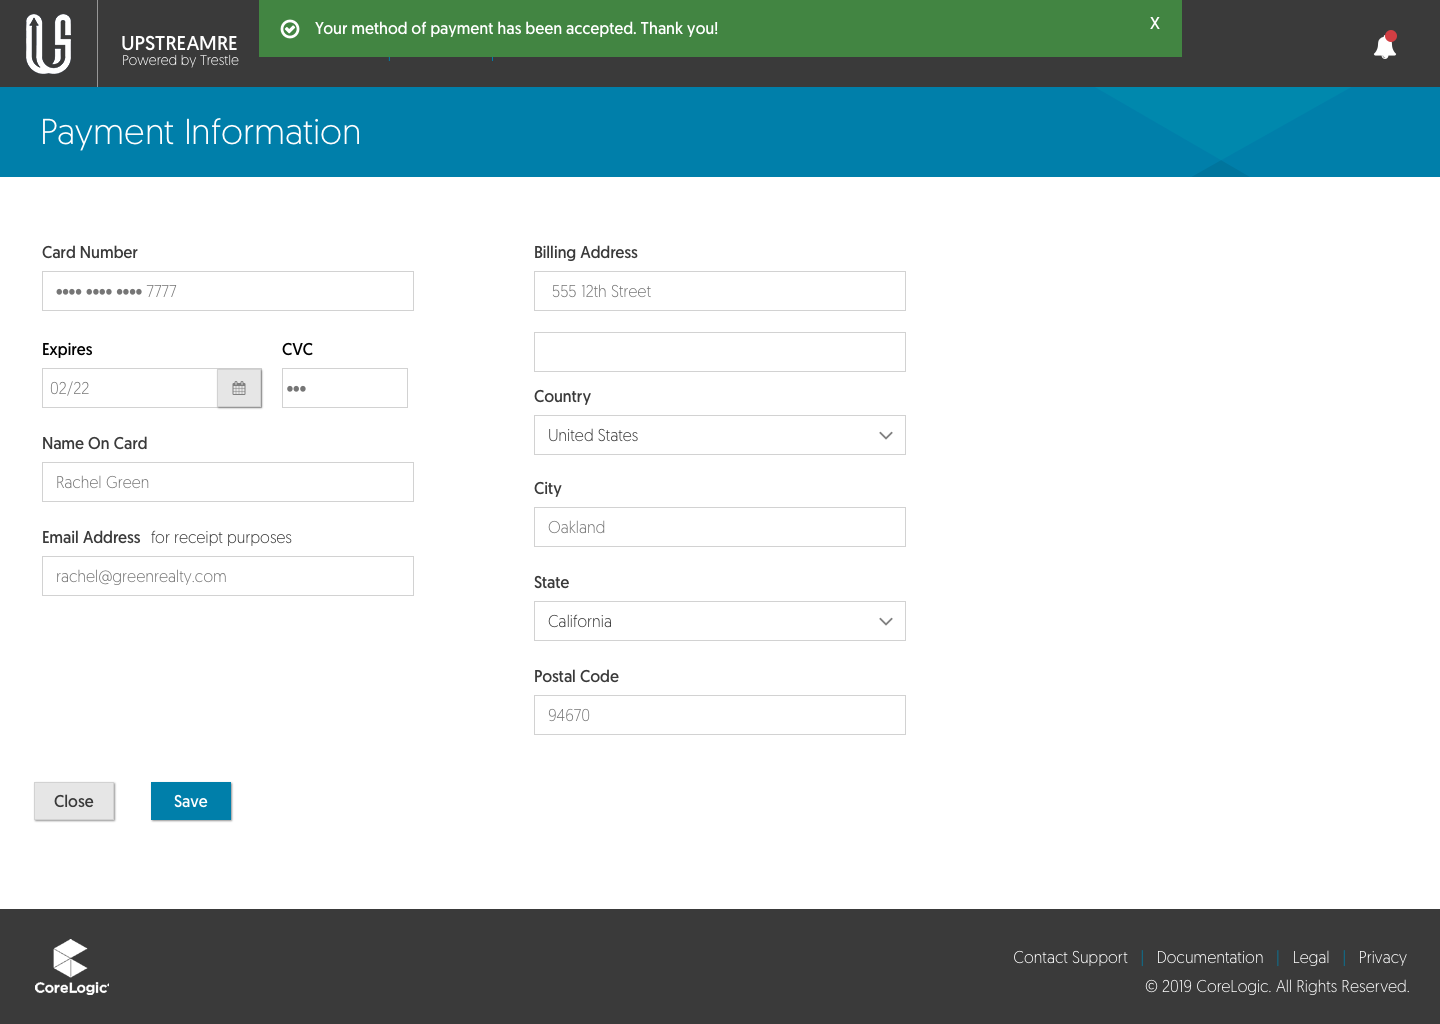 UPSTREAMRE
Powered by Trestle
Your method of payment has been accepted. Thank you!
X
Payment Information
Card Number
•••• •••• •••• 7777
Expires
CVC
02/22
•••
Name On Card
Rachel Green
Email Address for receipt purposes
rachel@greenrealty.com
Billing Address
555 12th Street
Country
United States
City
Oakland
State
California
Postal Code
94670
Close
Save
CoreLogic
Contact Support | Documentation | Legal | Privacy
© 2019 CoreLogic. All Rights Reserved.